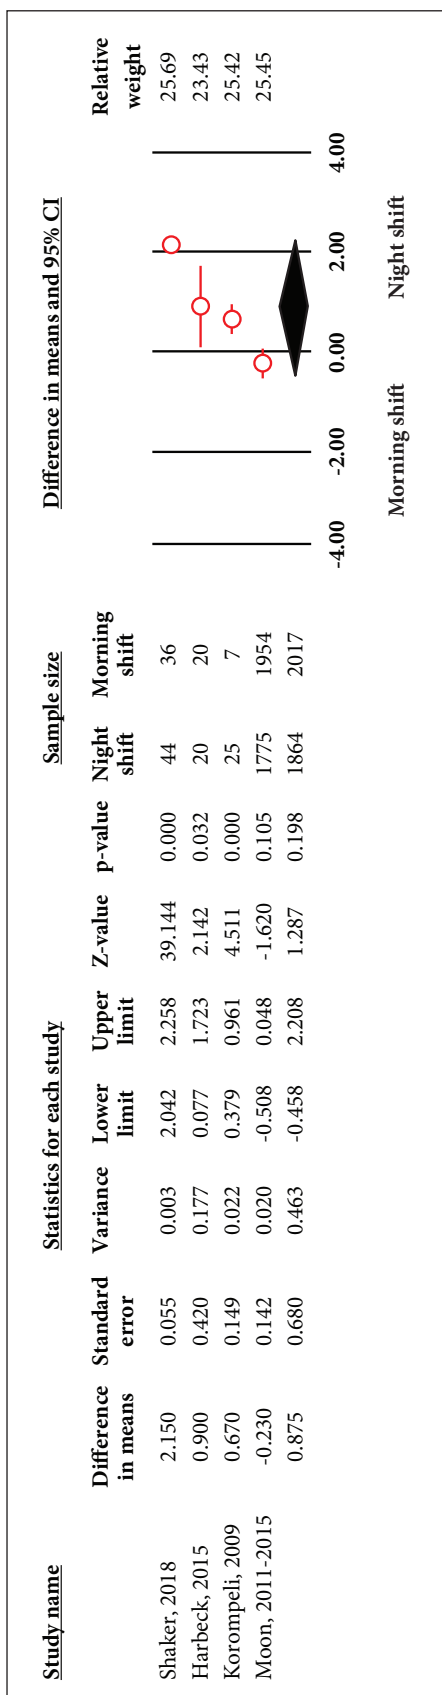 Study name Statistics for each study Sample size Difference in means and 95% CI
Difference in means Standard error Variance Lower limit Upper limit Z-value p-value Night shift Morning shift Relative weight
Shaker, 2018 2.150 0.055 0.003 2.042 2.258 39.144 0.000 44 36 25.69
Harbeck, 2015 0.900 0.420 0.177 0.077 1.723 2.142 0.032 20 20 23.43
Korompeli, 2009 0.670 0.149 0.022 0.379 0.961 4.511 0.000 25 7 25.42
Moon, 2011-2015 -0.230 0.142 0.020 -0.508 0.048 -1.620 0.105 1775 1954 25.45
0.875 0.680 0.463 -0.458 2.208 1.287 0.198 1864 2017
-4.00 -2.00 0.00 2.00 4.00
Morning shift Night shift